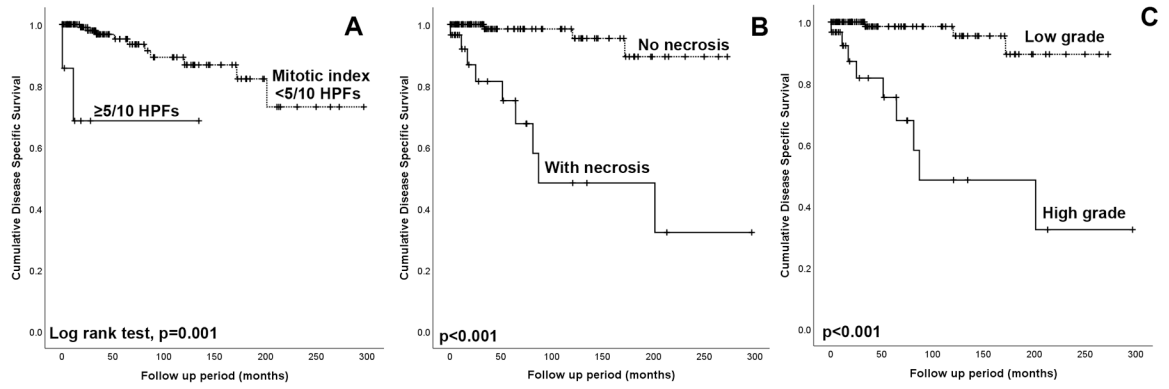 A
Cumulative Disease Specific Survival
1.0
0.8
0.6
0.4
0.2
0.0
Mitotic index
<5/10 HPFs
≥5/10 HPFs
Log rank test, p=0.001
0 50 100 150 200 250 300
Follow up period (months)
B
Cumulative Disease Specific Survival
1.0
0.8
0.6
0.4
0.2
0.0
No necrosis
With necrosis
p<0.001
0 50 100 150 200 250 300
Follow up period (months)
C
Cumulative Disease Specific Survival
1.0
0.8
0.6
0.4
0.2
0.0
Low grade
High grade
p<0.001
0 50 100 150 200 250 300
Follow up period (months)